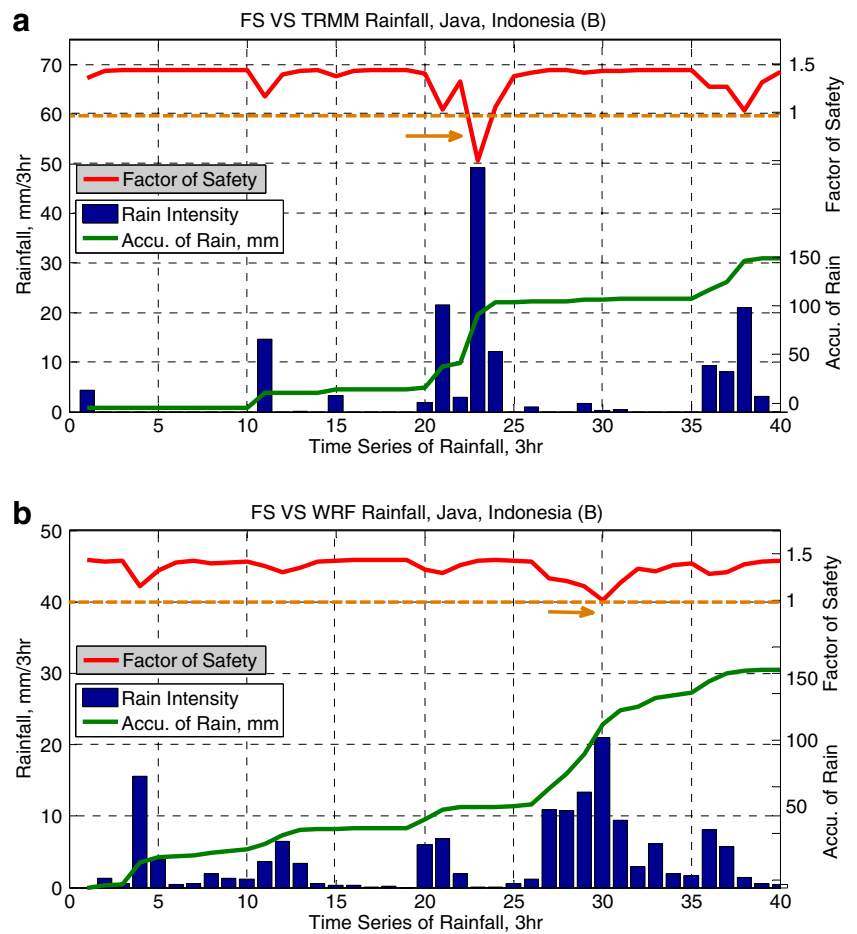 a
FS VS TRMM Rainfall, Java, Indonesia (B)
Rainfall, mm/3hr
70
60
50
40
30
20
10
0
Factor of Safety
Rain Intensity
Accu. of Rain, mm
1.5
1
Factor of Safety
150
100
50
0
Accu. of Rain
0 5 10 15 20 25 30 35 40
Time Series of Rainfall, 3hr
b
FS VS WRF Rainfall, Java, Indonesia (B)
Rainfall, mm/3hr
50
40
30
20
10
0
Factor of Safety
Rain Intensity
Accu. of Rain, mm
1.5
1
Factor of Safety
150
100
50
0
Accu. of Rain
0 5 10 15 20 25 30 35 40
Time Series of Rainfall, 3hr